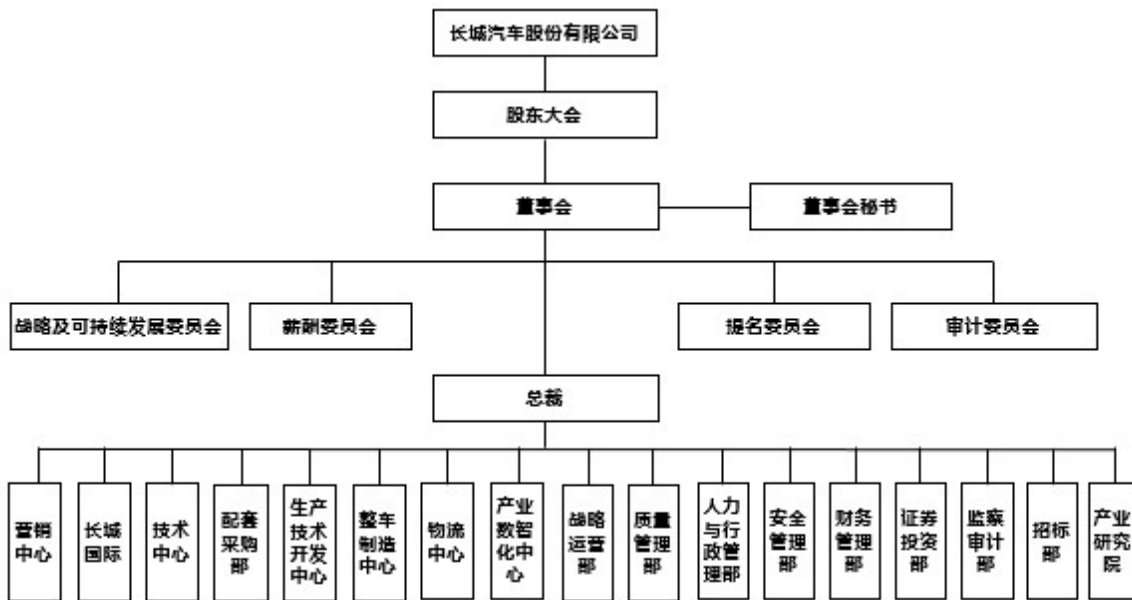 长城汽车股份有限公司
股东大会
董事会
董事会秘书
战略及可持续发展委员会
薪酬委员会
提名委员会
审计委员会
总裁
营销
中心
长城
国际
技术
中心
配套
采购
部
生产
技术
开发
中心
整车
制造
中心
物流
中心
产业
数智
化中
心
战略
运营
部
质量
管理
部
人力
与行
政管
理部
安全
管理
部
财务
管理
部
证券
投资
部
监察
审计
部
招标
部
产业
研究
院